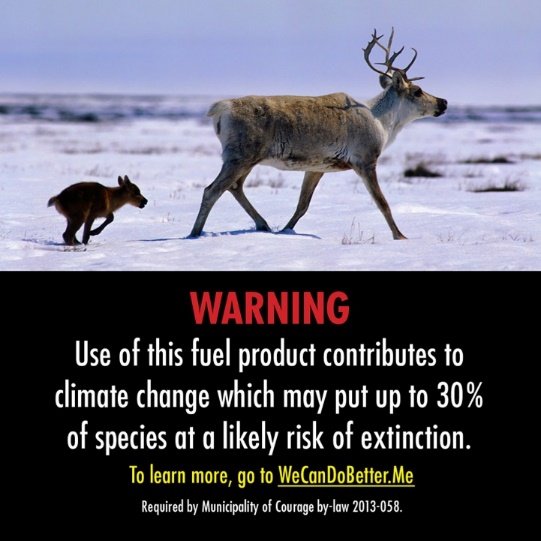 WARNING
Use of this fuel product contributes to
climate change which may put up to 30%
of species at a likely risk of extinction.
To learn more, go to WeCanDoBetter.Me
Required by Municipality of Courage by-law 2013-058.